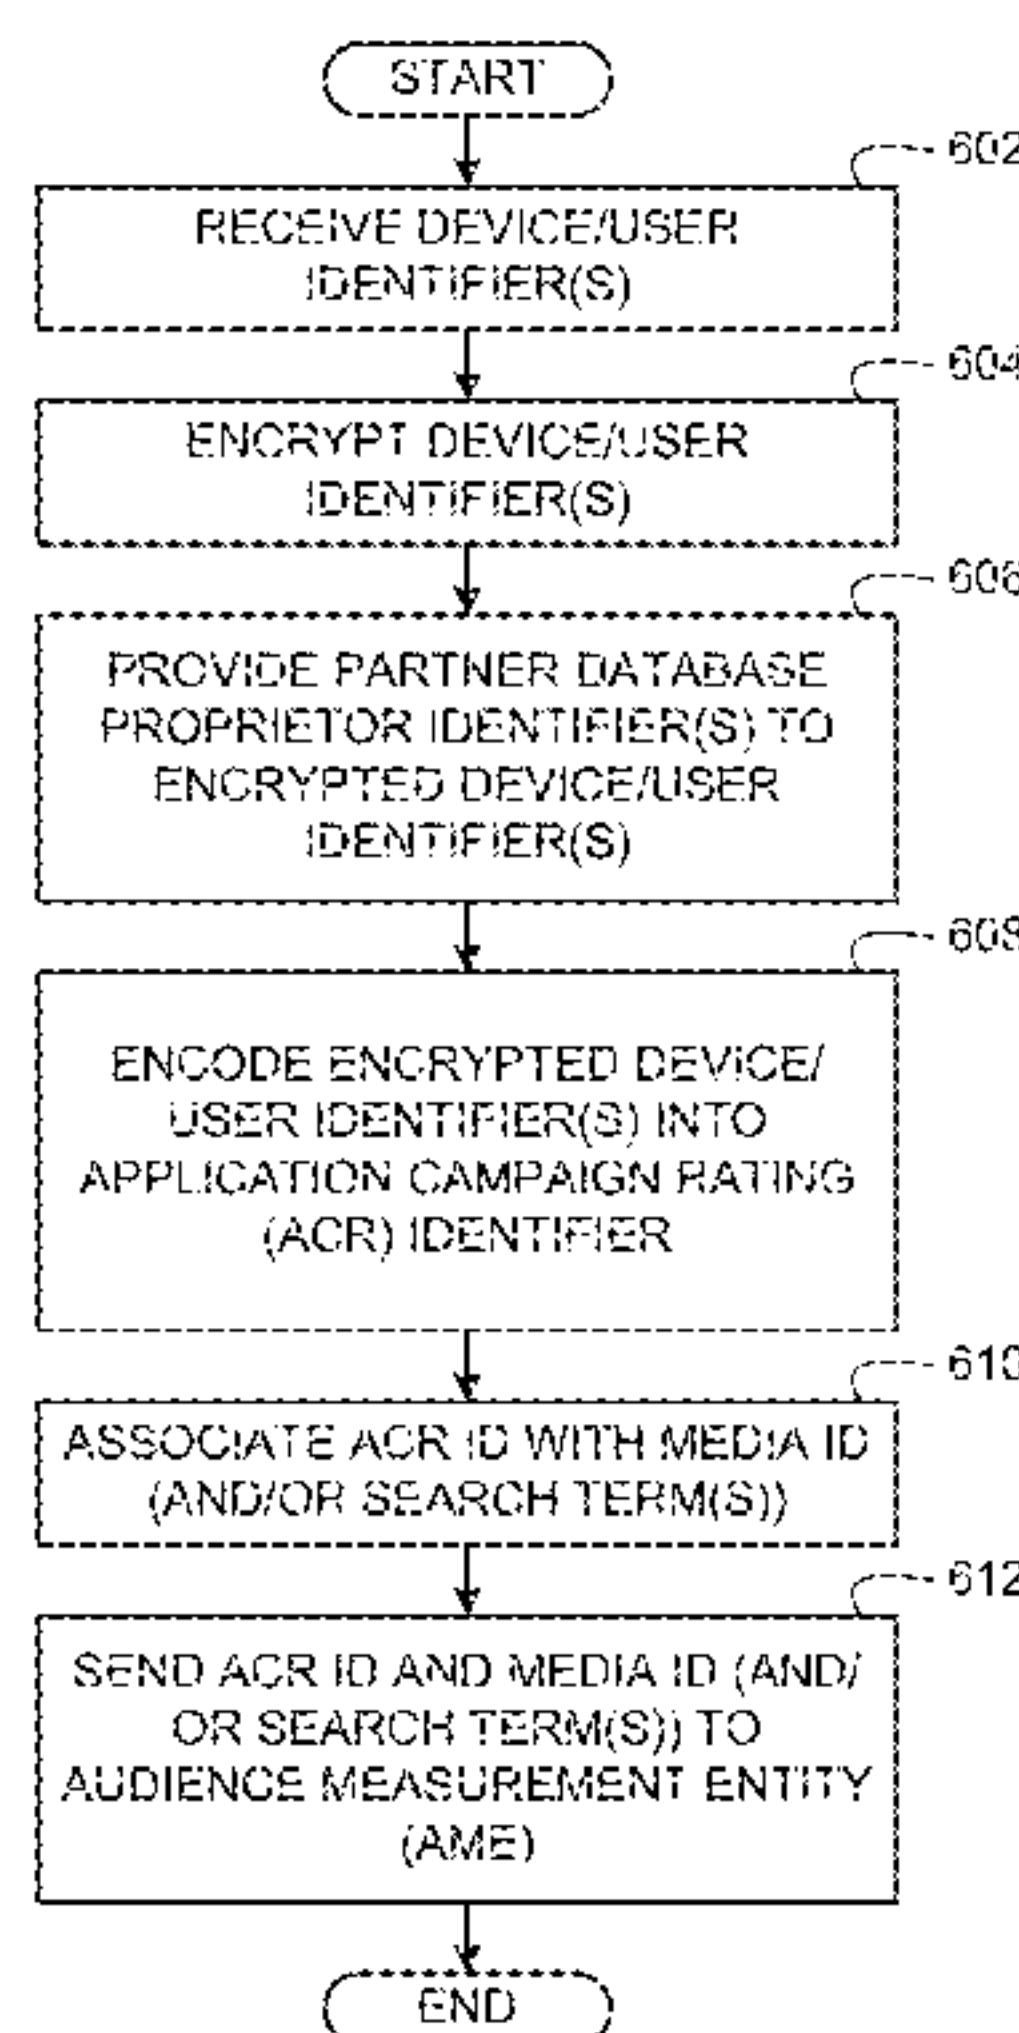 START
602
RECEIVE DEVICE/USER
IDENTIFIER(S)
604
ENCRYPT DEVICE/USER
IDENTIFIER(S)
606
PROVIDE PARTNER DATABASE
PROPRIETOR IDENTIFIER(S) TO
ENCRYPTED DEVICE/USER
IDENTIFIER(S)
608
ENCODE ENCRYPTED DEVICE/
USER IDENTIFIER(S) INTO
APPLICATION CAMPAIGN RATING
(ACR) IDENTIFIER
610
ASSOCIATE ACR ID WITH MEDIA ID
(AND/OR SEARCH TERM(S))
612
SEND ACR ID AND MEDIA ID (AND/
OR SEARCH TERM(S)) TO
AUDIENCE MEASUREMENT ENTITY
(AME)
END